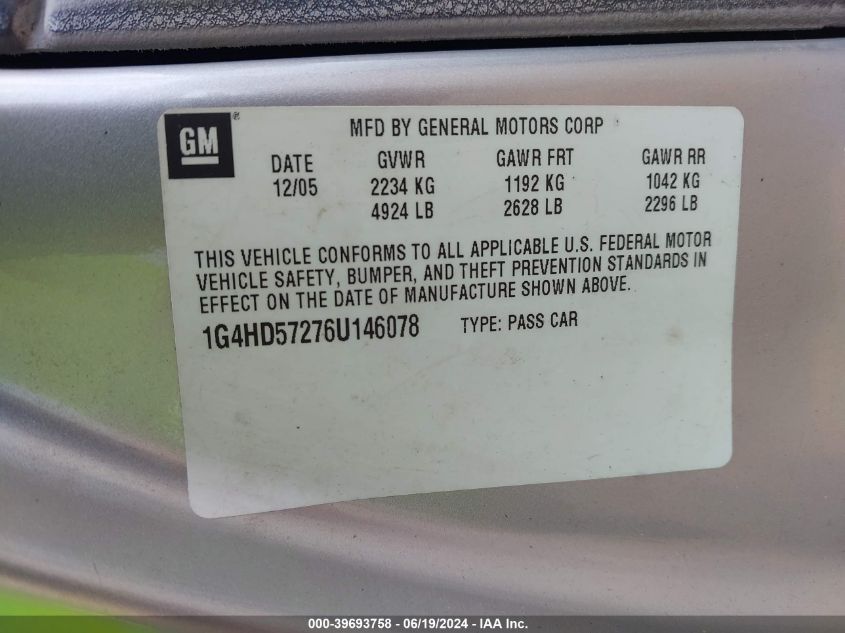 GM®
MFD BY GENERAL MOTORS CORP
DATE GVWR GAWR FRT GAWR RR
12/05 2234 KG 1192 KG 1042 KG
4924 LB 2628 LB 2296 LB
THIS VEHICLE CONFORMS TO ALL APPLICABLE U.S. FEDERAL MOTOR
VEHICLE SAFETY, BUMPER, AND THEFT PREVENTION STANDARDS IN
EFFECT ON THE DATE OF MANUFACTURE SHOWN ABOVE.
1G4HD57276U146078 TYPE: PASS CAR
000-39693758 - 06/19/2024 - IAA Inc.